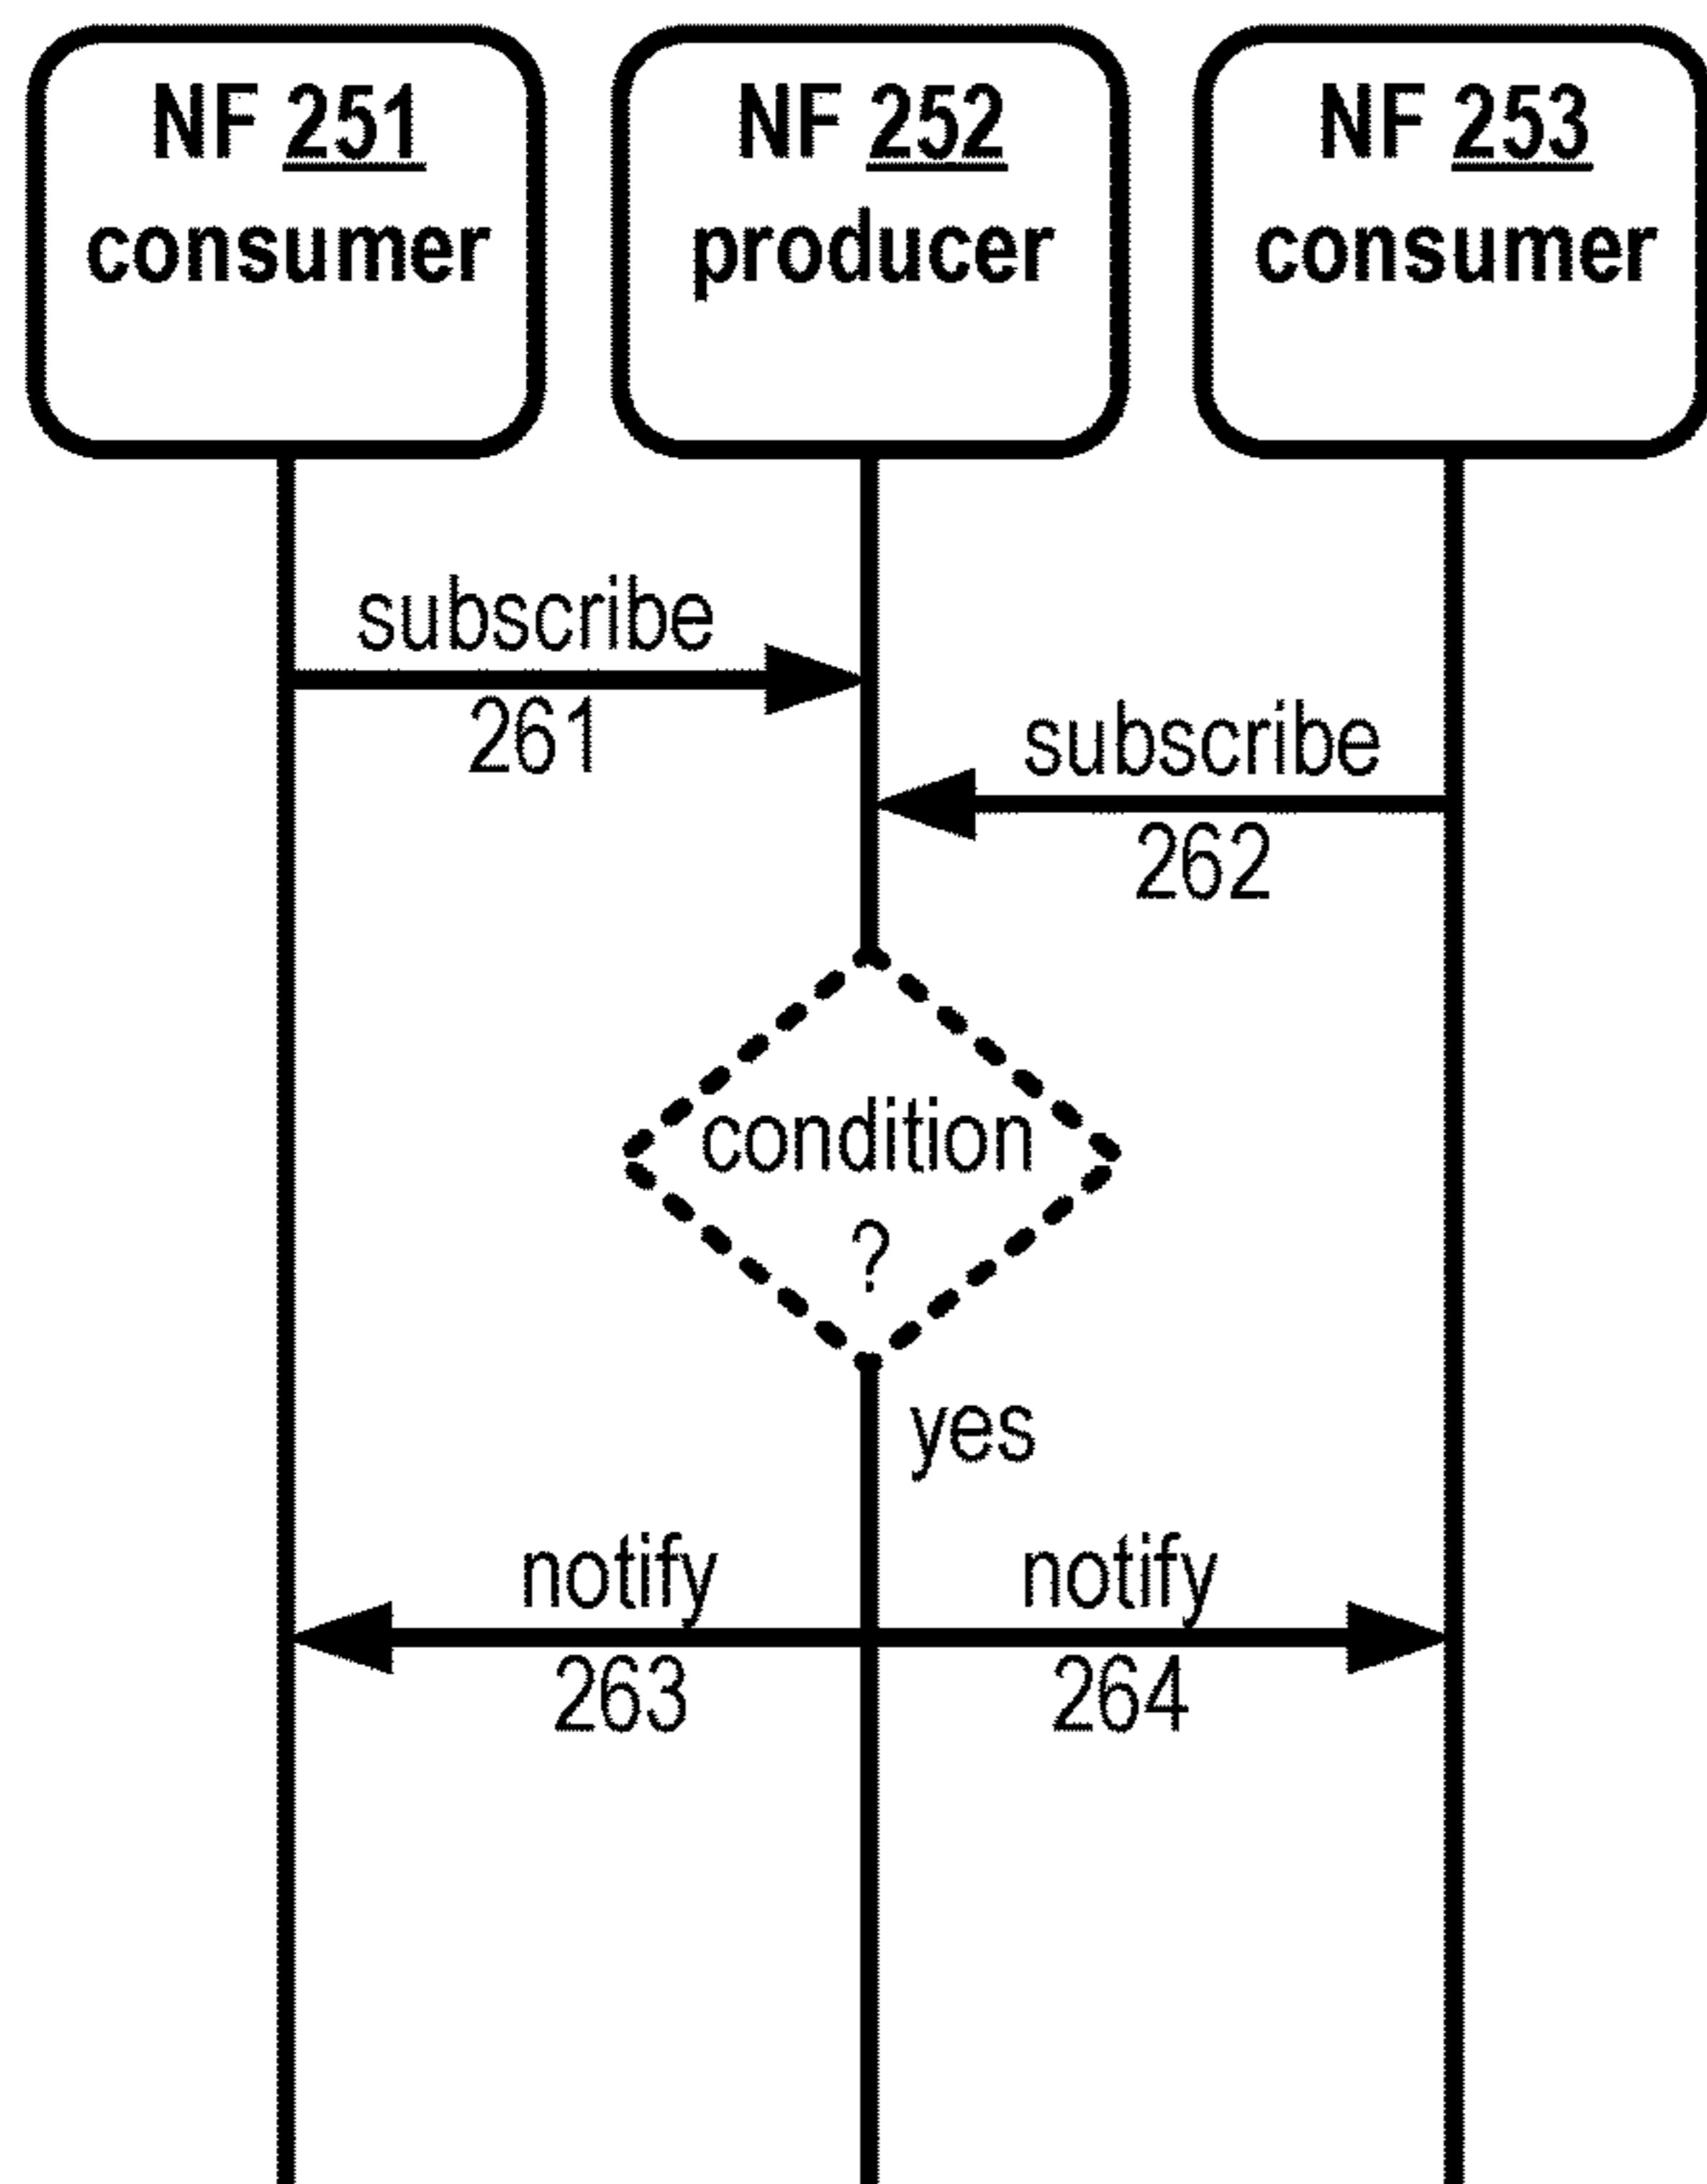 NF 251
consumer
NF 252
producer
NF 253
consumer
subscribe
261
subscribe
262
condition
?
yes
notify
263
notify
264